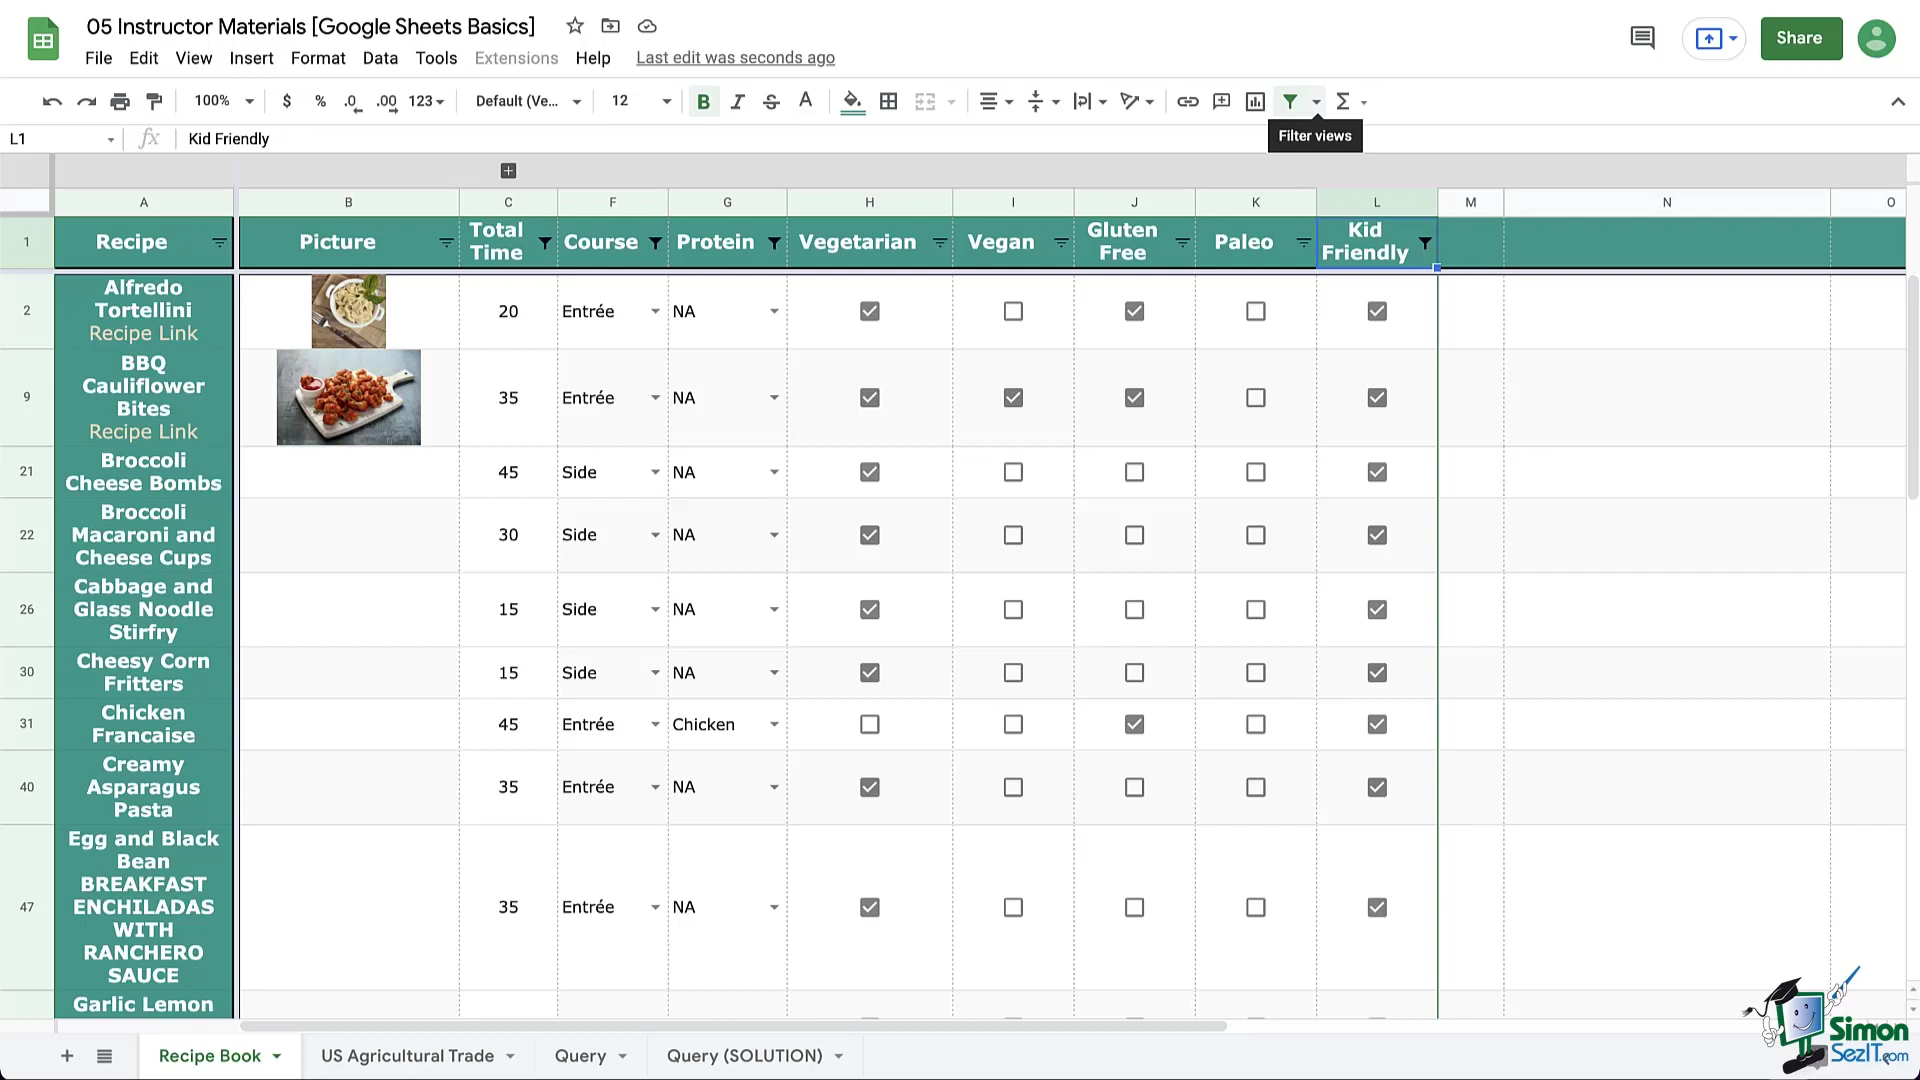 05 Instructor Materials [Google Sheets Basics]
File Edit View Insert Format Data Tools Extensions Help Last edit was seconds ago
Share
100% $ % .0 .00 123 Default (Ve... 12 B I S A Σ
Filter views
L1 fx Kid Friendly
A B C F G H I J K L M N O
1 Recipe Picture Total Time Course Protein Vegetarian Vegan Gluten Free Paleo Kid Friendly
2 Alfredo Tortellini Recipe Link 20 Entrée NA
9 BBQ Cauliflower Bites Recipe Link 35 Entrée NA
21 Broccoli Cheese Bombs 45 Side NA
22 Broccoli Macaroni and Cheese Cups 30 Side NA
26 Cabbage and Glass Noodle Stirfry 15 Side NA
30 Cheesy Corn Fritters 15 Side NA
31 Chicken Francaise 45 Entrée Chicken
40 Creamy Asparagus Pasta 35 Entrée NA
47 Egg and Black Bean BREAKFAST ENCHILADAS WITH RANCHERO SAUCE 35 Entrée NA
Garlic Lemon
Recipe Book US Agricultural Trade Query Query (SOLUTION)
Simon
SezIT.com